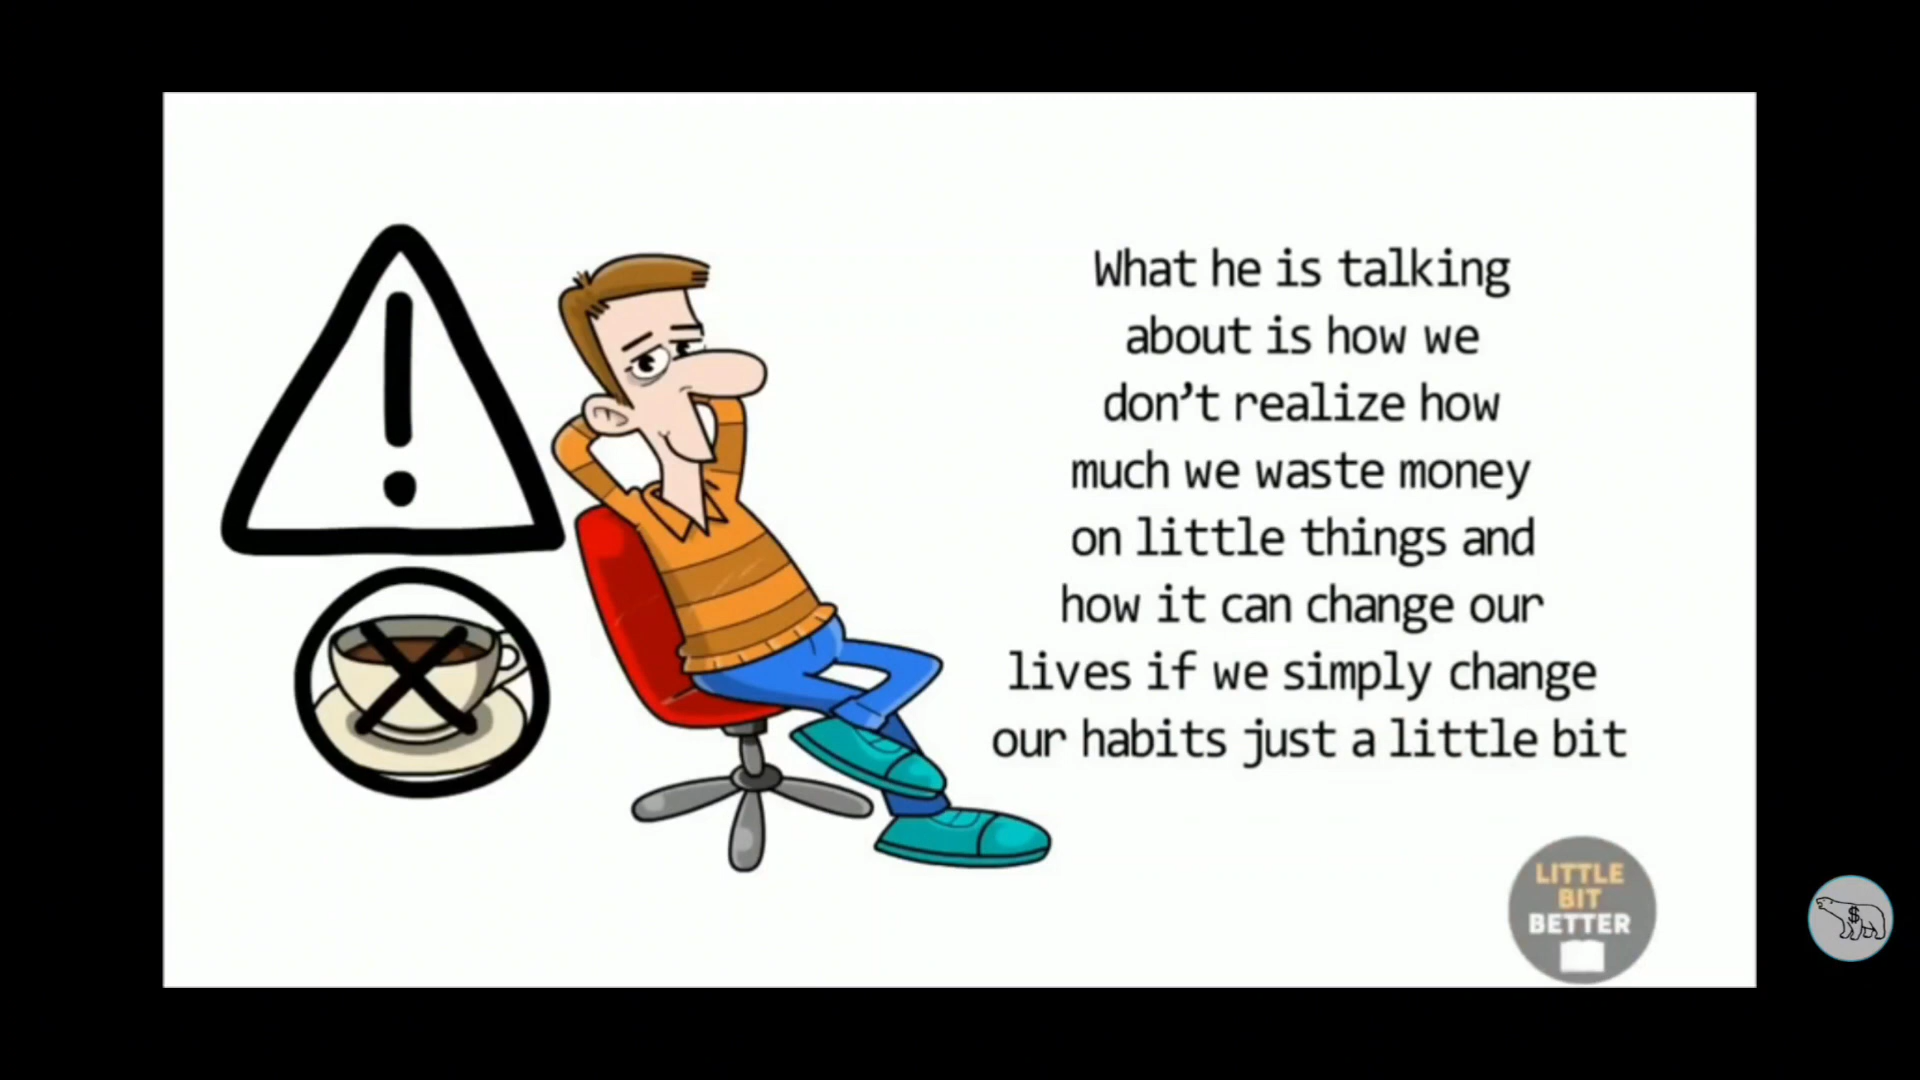 What he is talking
about is how we
don’t realize how
much we waste money
on little things and
how it can change our
lives if we simply change
our habits just a little bit
LITTLE
BIT
BETTER
$